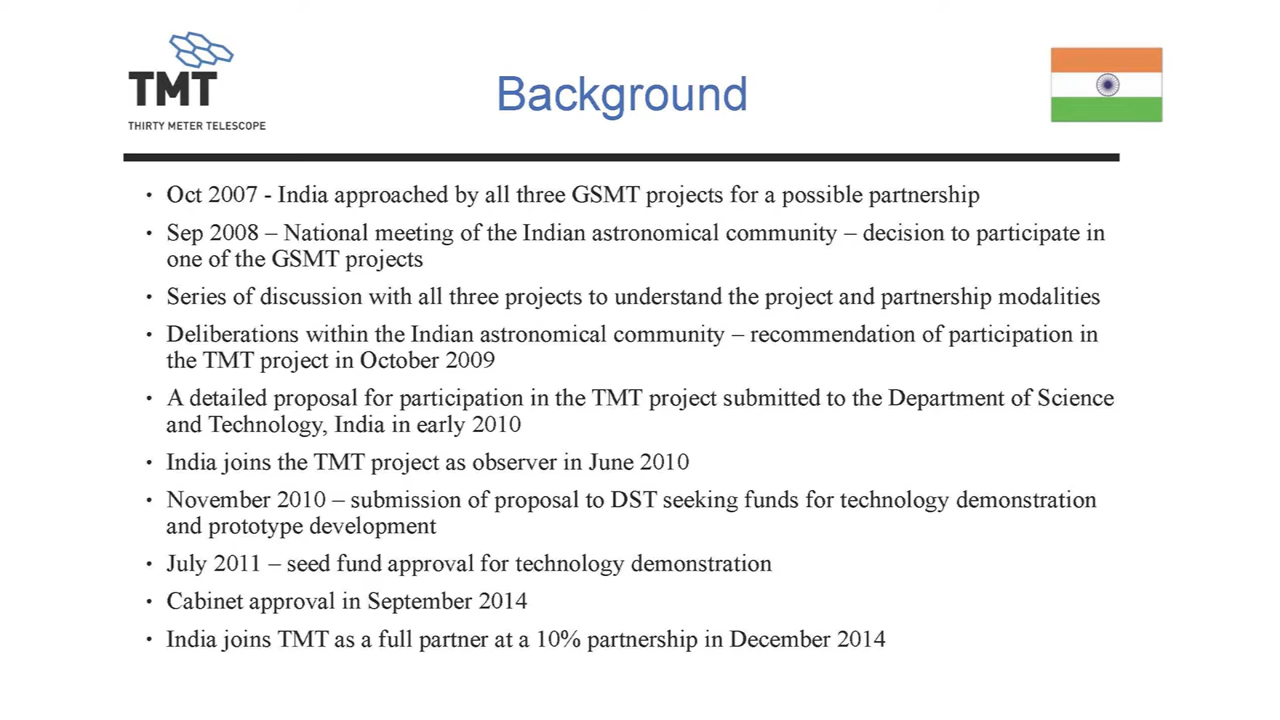 TMT
THIRTY METER TELESCOPE
Background
• Oct 2007 - India approached by all three GSMT projects for a possible partnership
• Sep 2008 – National meeting of the Indian astronomical community – decision to participate in
one of the GSMT projects
• Series of discussion with all three projects to understand the project and partnership modalities
• Deliberations within the Indian astronomical community – recommendation of participation in
the TMT project in October 2009
• A detailed proposal for participation in the TMT project submitted to the Department of Science
and Technology, India in early 2010
• India joins the TMT project as observer in June 2010
• November 2010 – submission of proposal to DST seeking funds for technology demonstration
and prototype development
• July 2011 – seed fund approval for technology demonstration
• Cabinet approval in September 2014
• India joins TMT as a full partner at a 10% partnership in December 2014